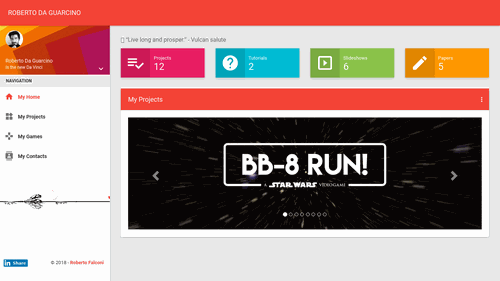 ROBERTO DA GUARCINO
Roberto Da Guarcino
is the new Da Vinci
NAVIGATION
My Home
My Projects
My Games
My Contacts
in Share
© 2018 - Roberto Falconi
"Live long and prosper." - Vulcan salute
Projects
12
Tutorials
2
Slideshows
6
Papers
5
My Projects
BB-8 RUN!
A STAR WARS VIDEOGAME